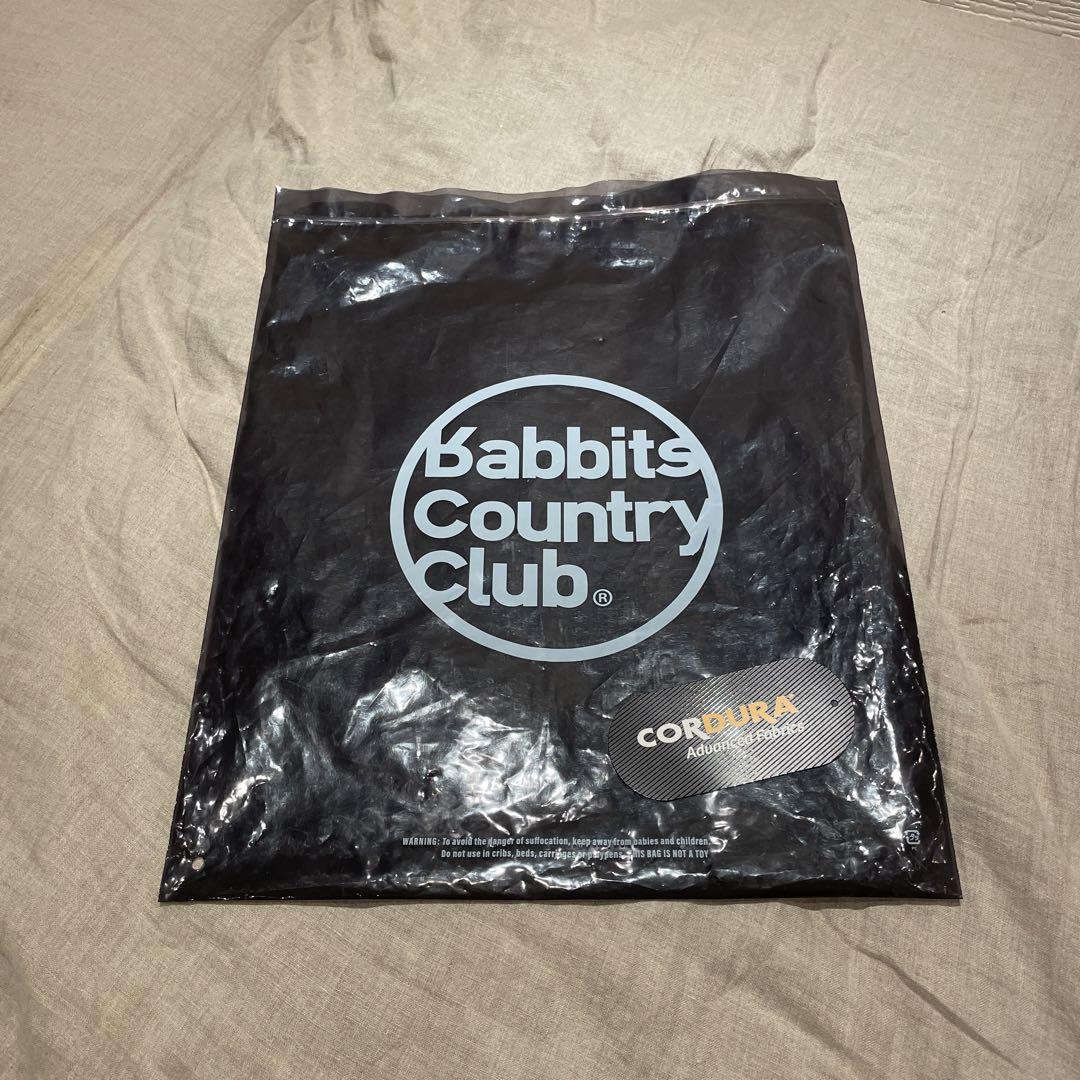 Rabbits
Country
Club®
CORDURA®
Advanced Fabrics
WARNING: To avoid the danger of suffocation, keep away from babies and children.
Do not use in cribs, beds, carriages or playpens. THIS BAG IS NOT A TOY